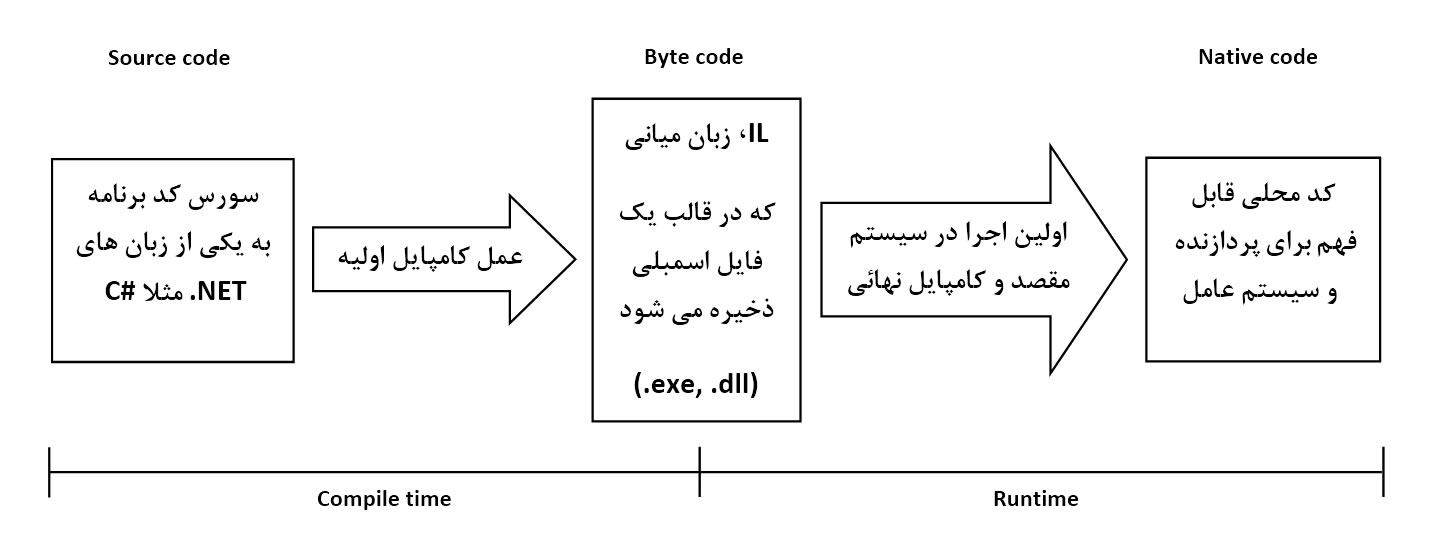 Source code
Byte code
Native code
سورس کد برنامه
به یکی از زبان های
.NET مثلا C#
عمل کامپایل اولیه
IL، زبان میانی
که در قالب یک
فایل اسمبلی
ذخیره می شود
(.exe, .dll)
اولین اجرا در سیستم
مقصد و کامپایل نهائی
کد محلی قابل
فهم برای پردازنده
و سیستم عامل
Compile time
Runtime